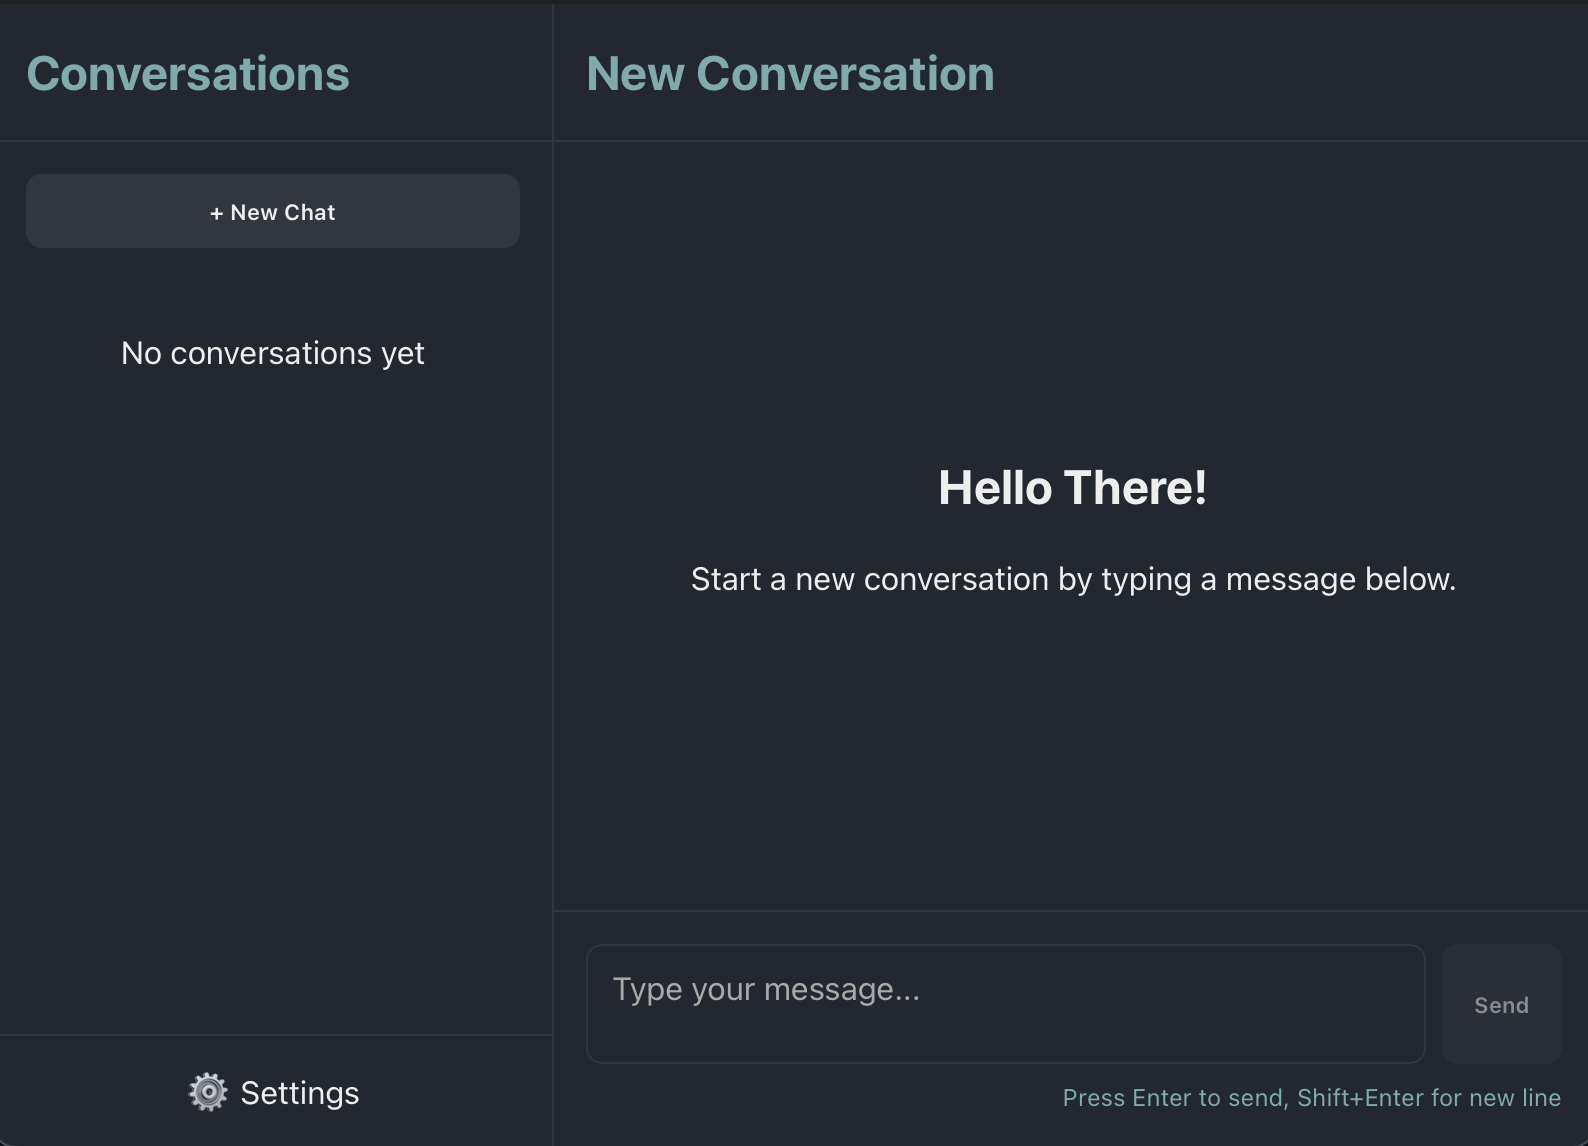 Conversations
+ New Chat
No conversations yet
Settings
New Conversation
Hello There!
Start a new conversation by typing a message below.
Type your message...
Send
Press Enter to send, Shift+Enter for new line